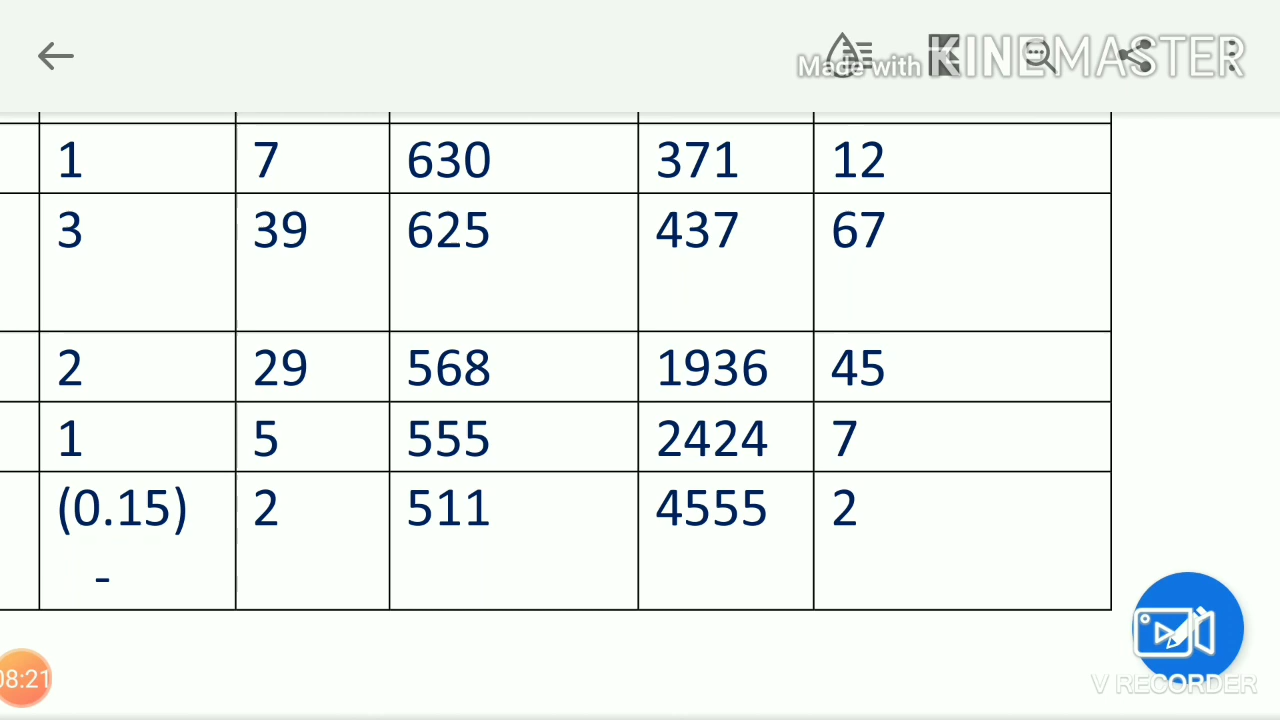 Made with KINEMASTER
1 7 630 371 12
3 39 625 437 67
2 29 568 1936 45
1 5 555 2424 7
(0.15) 2 511 4555 2
-
08:21
V RECORDER